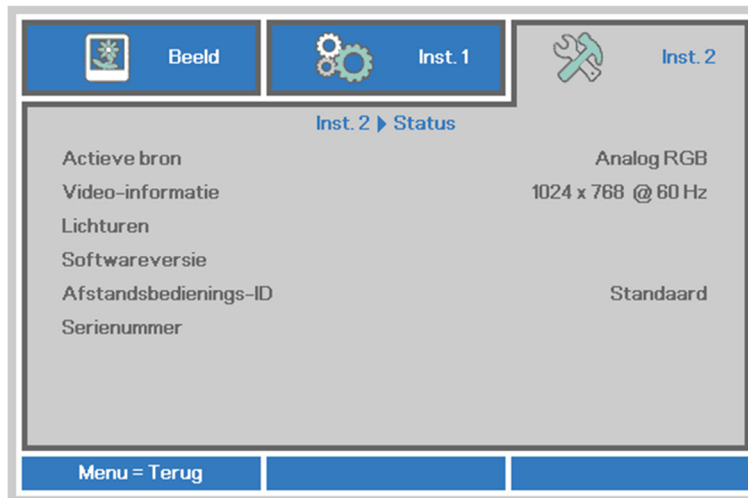 Beeld
Inst. 1
Inst. 2
Inst. 2 ▶ Status
Actieve bron Analog RGB
Video-informatie 1024 x 768 @ 60 Hz
Lichturen
Softwareversie
Afstandsbedienings-ID Standaard
Serienummer
Menu = Terug